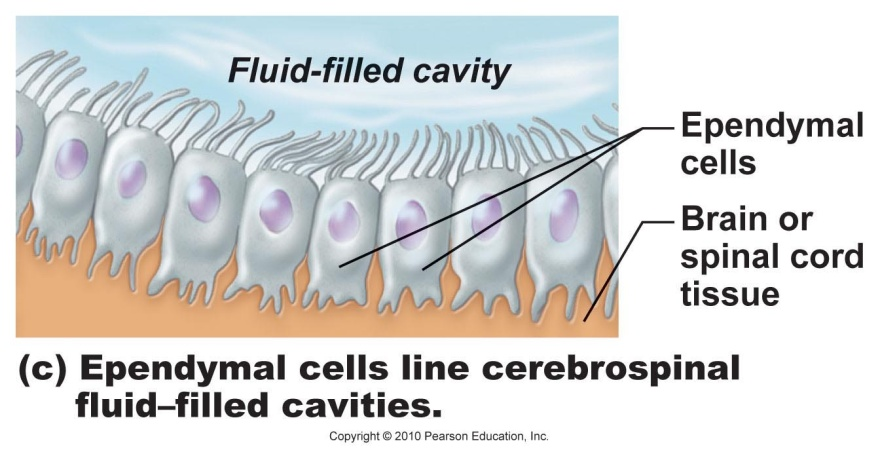 Fluid-filled cavity
Ependymal
cells
Brain or
spinal cord
tissue
(c) Ependymal cells line cerebrospinal
fluid–filled cavities.
Copyright © 2010 Pearson Education, Inc.